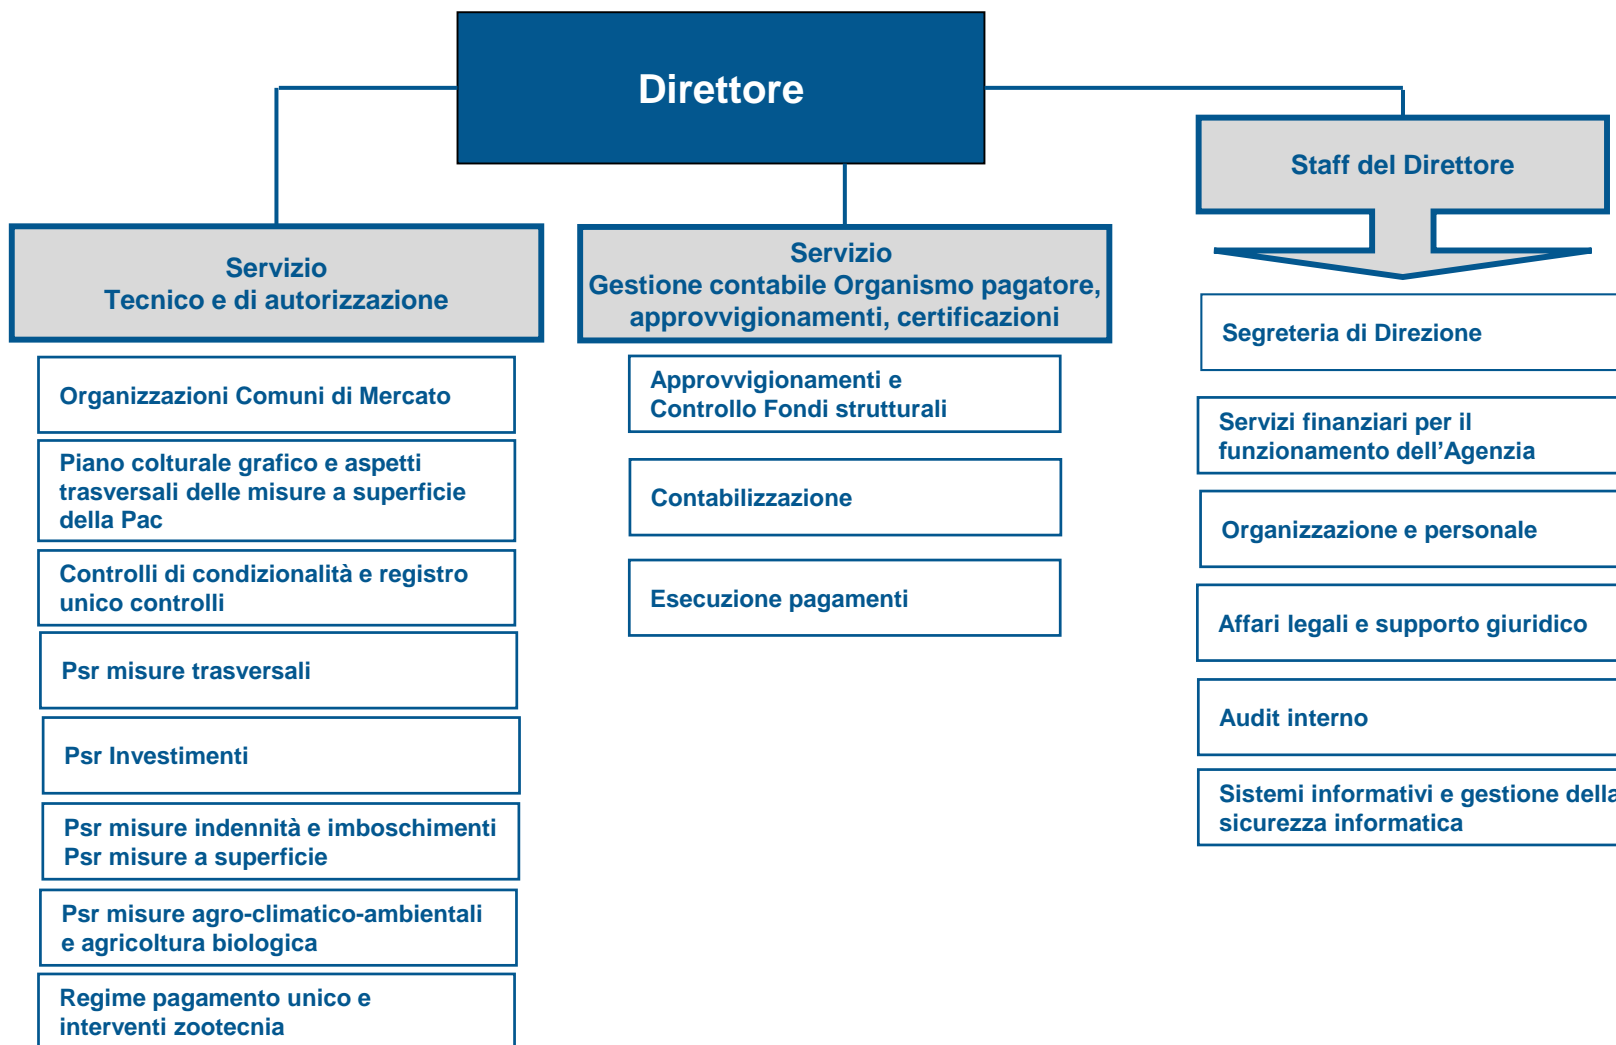 Direttore
Staff del Direttore
Servizio
Tecnico e di autorizzazione
Servizio
Gestione contabile Organismo pagatore,
approvvigionamenti, certificazioni
Organizzazioni Comuni di Mercato
Piano colturale grafico e aspetti
trasversali delle misure a superficie
della Pac
Controlli di condizionalità e registro
unico controlli
Psr misure trasversali
Psr Investimenti
Psr misure indennità e imboschimenti
Psr misure a superficie
Psr misure agro-climatico-ambientali
e agricoltura biologica
Regime pagamento unico e
interventi zootecnia
Approvvigionamenti e
Controllo Fondi strutturali
Contabilizzazione
Esecuzione pagamenti
Segreteria di Direzione
Servizi finanziari per il
funzionamento dell’Agenzia
Organizzazione e personale
Affari legali e supporto giuridico
Audit interno
Sistemi informativi e gestione della
sicurezza informatica